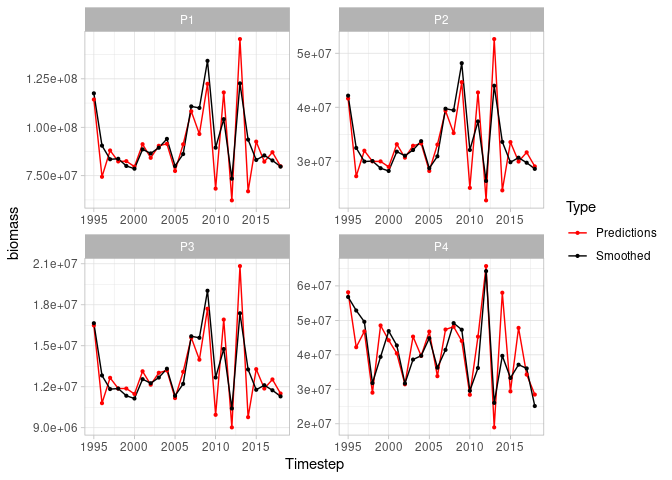 P1
P2
1.25e+08
1.00e+08
7.50e+07
5e+07
4e+07
3e+07
1995 2000 2005 2010 2015
1995 2000 2005 2010 2015
biomass
Type
Predictions
Smoothed
P3
P4
2.1e+07
1.8e+07
1.5e+07
1.2e+07
9.0e+06
6e+07
5e+07
4e+07
3e+07
2e+07
1995 2000 2005 2010 2015
1995 2000 2005 2010 2015
Timestep